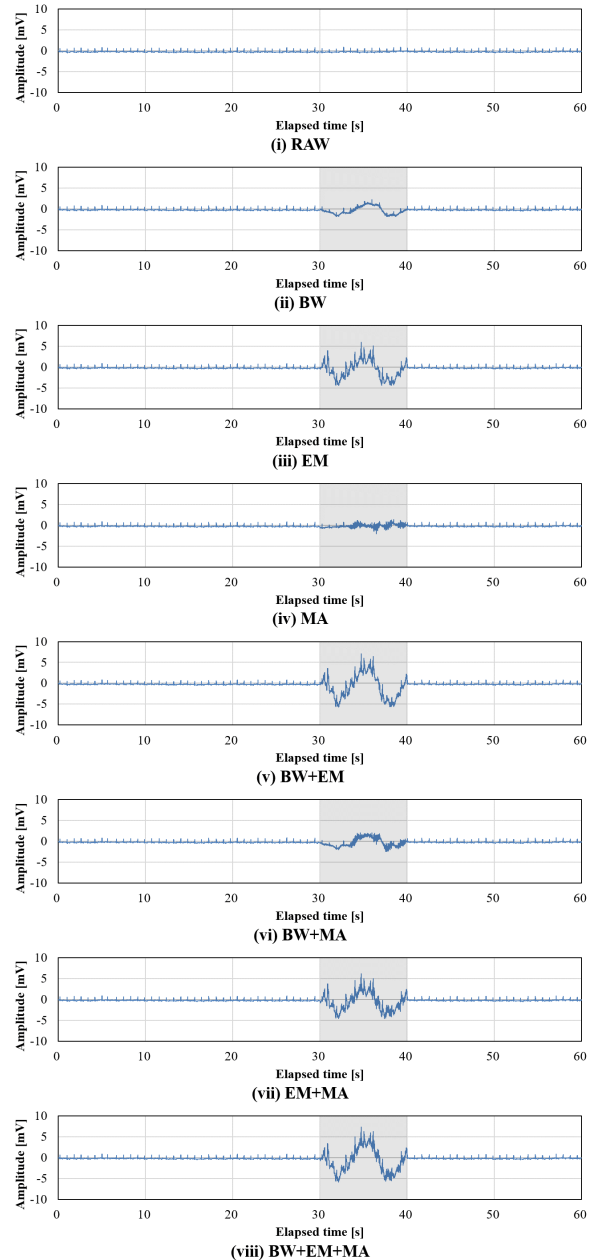 10
5
0
-5
-10
Amplitude [mV]
0 10 20 30 40 50 60
Elapsed time [s]
(i) RAW
10
5
0
-5
-10
Amplitude [mV]
0 10 20 30 40 50 60
Elapsed time [s]
(ii) BW
10
5
0
-5
-10
Amplitude [mV]
0 10 20 30 40 50 60
Elapsed time [s]
(iii) EM
10
5
0
-5
-10
Amplitude [mV]
0 10 20 30 40 50 60
Elapsed time [s]
(iv) MA
10
5
0
-5
-10
Amplitude [mV]
0 10 20 30 40 50 60
Elapsed time [s]
(v) BW+EM
10
5
0
-5
-10
Amplitude [mV]
0 10 20 30 40 50 60
Elapsed time [s]
(vi) BW+MA
10
5
0
-5
-10
Amplitude [mV]
0 10 20 30 40 50 60
Elapsed time [s]
(vii) EM+MA
10
5
0
-5
-10
Amplitude [mV]
0 10 20 30 40 50 60
Elapsed time [s]
(viii) BW+EM+MA